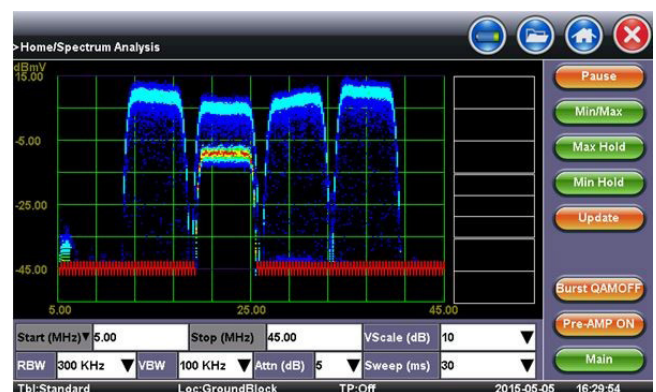 >Home/Spectrum Analysis
dBmV
15.00
Pause
Min/Max
-5.00
Max Hold
Min Hold
-25.00
Update
-45.00
Burst QAMOFF
5.00 25.00 45.00
Pre-AMP ON
Start (MHz)▼ 5.00 Stop (MHz) 45.00 VScale (dB) 10 ▼
RBW 300 KHz ▼ VBW 100 KHz ▼ Attn (dB) 5 ▼ Sweep (ms) 30 ▼
Main
Tbl:Standard Loc:GroundBlock TP:Off 2015-05-05 16:29:54